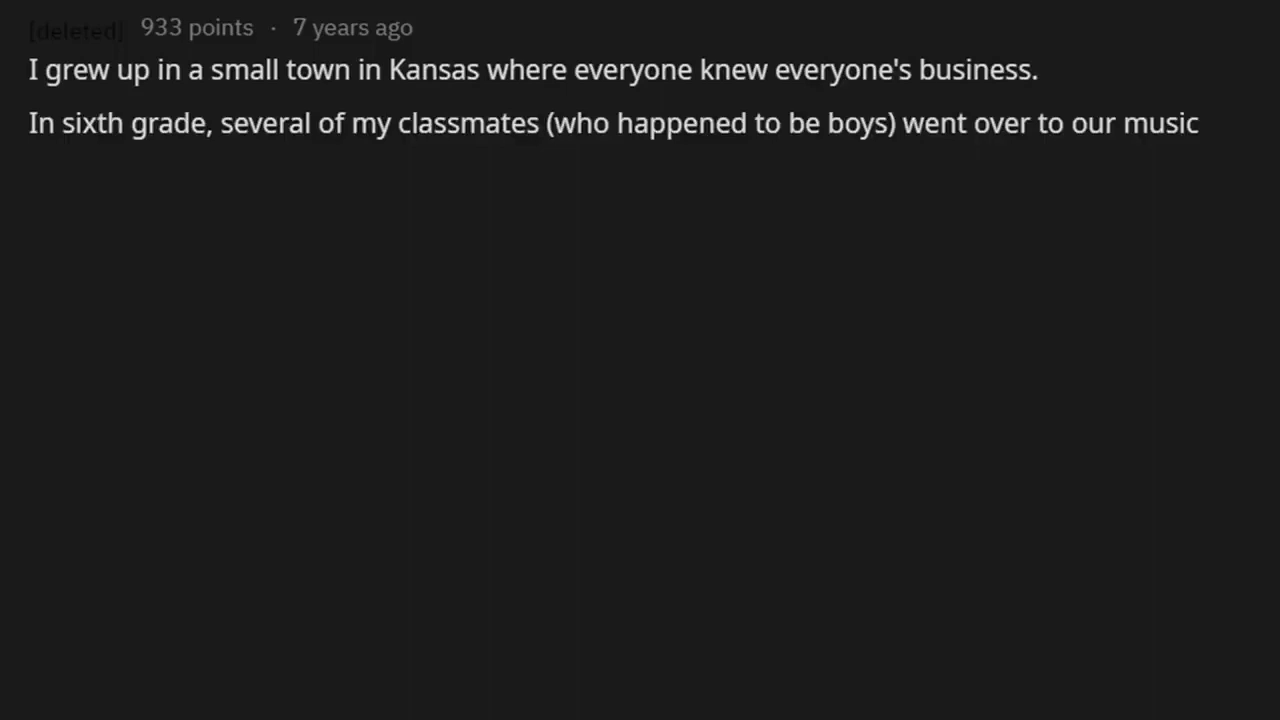 [deleted] 933 points · 7 years ago
I grew up in a small town in Kansas where everyone knew everyone's business.
In sixth grade, several of my classmates (who happened to be boys) went over to our music